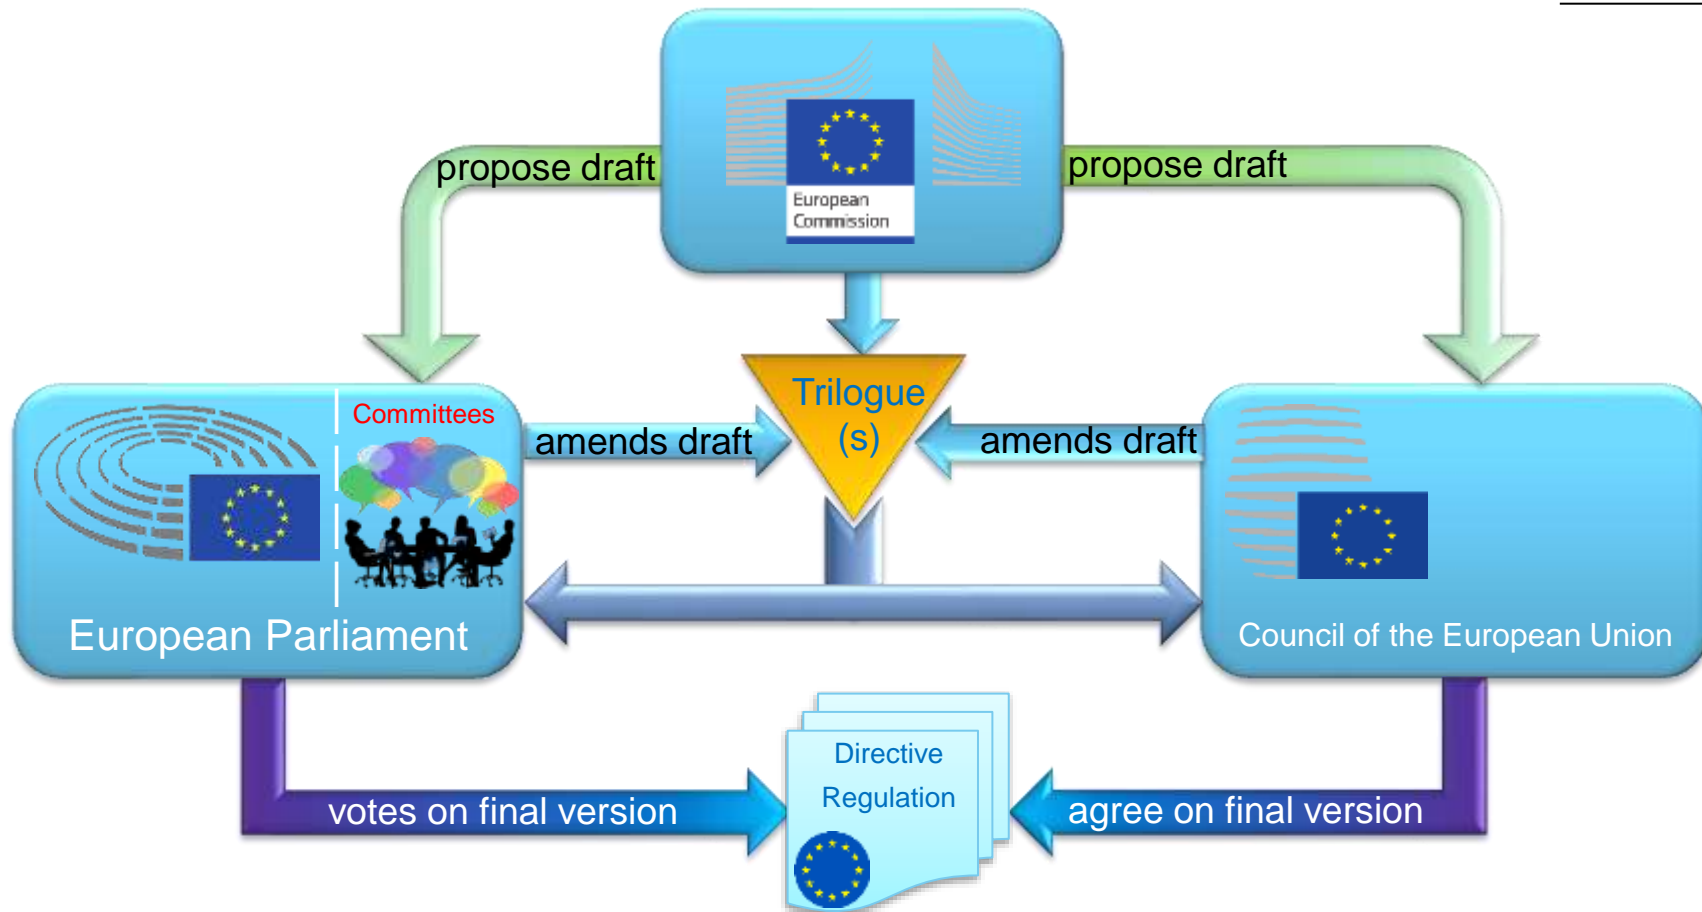 European
Commission
propose draft
propose draft
Trilogue
(s)
Committees
amends draft
amends draft
European Parliament
Council of the European Union
Directive
Regulation
votes on final version
agree on final version